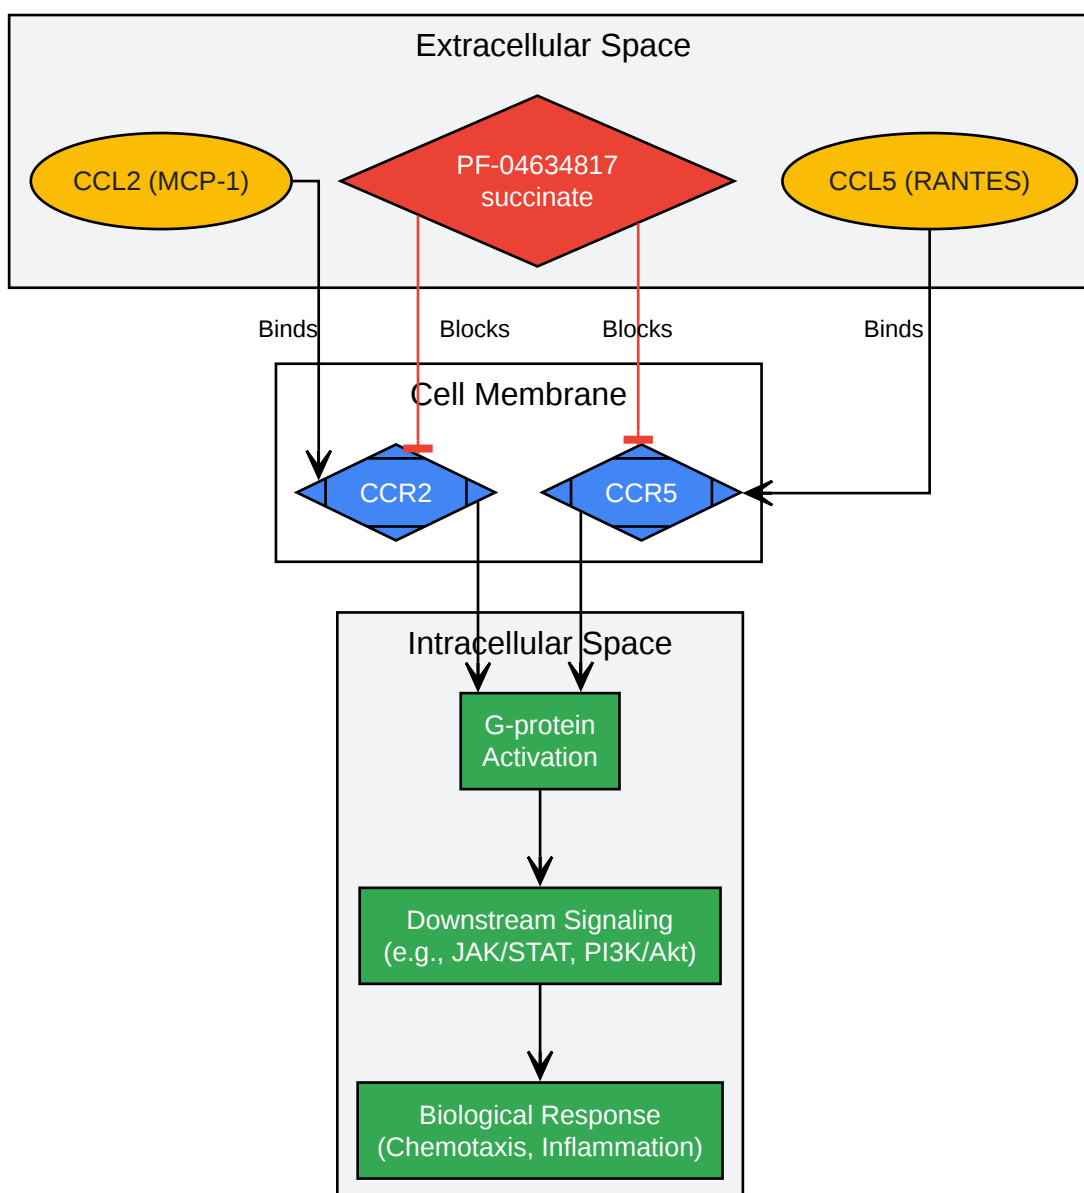 Extracellular Space
CCL2 (MCP-1)
PF-04634817
succinate
CCL5 (RANTES)
Binds
Blocks
Blocks
Binds
Cell Membrane
CCR2
CCR5
Intracellular Space
G-protein
Activation
Downstream Signaling
(e.g., JAK/STAT, PI3K/Akt)
Biological Response
(Chemotaxis, Inflammation)